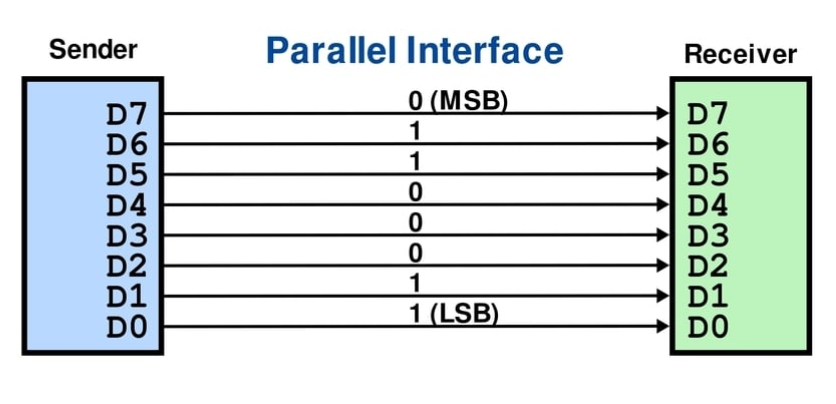 Sender
Parallel Interface
Receiver
D7 0 (MSB) D7
D6 1 D6
D5 1 D5
D4 0 D4
D3 0 D3
D2 0 D2
D1 1 D1
D0 1 (LSB) D0